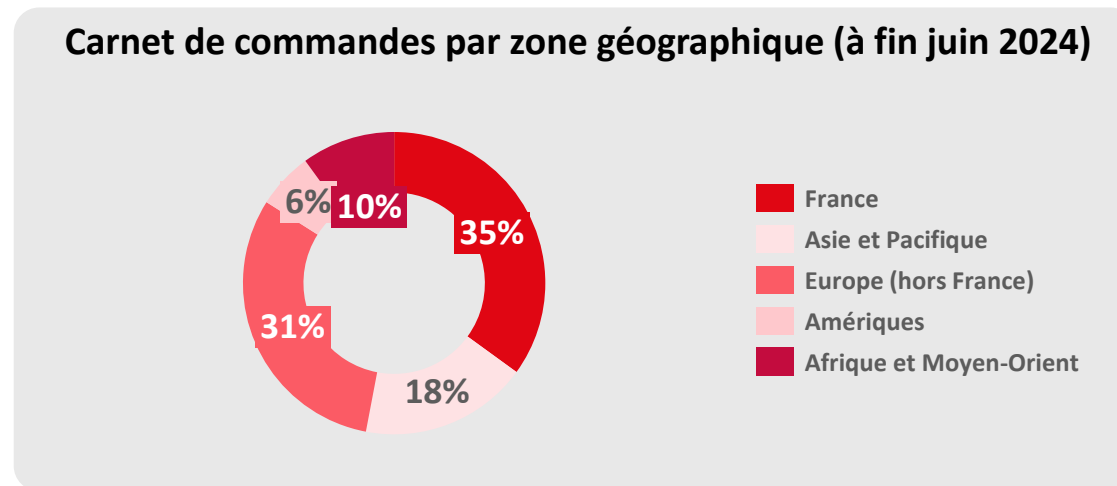 Carnet de commandes par zone géographique (à fin juin 2024)
6%
10%
35%
31%
18%
France
Asie et Pacifique
Europe (hors France)
Amériques
Afrique et Moyen-Orient